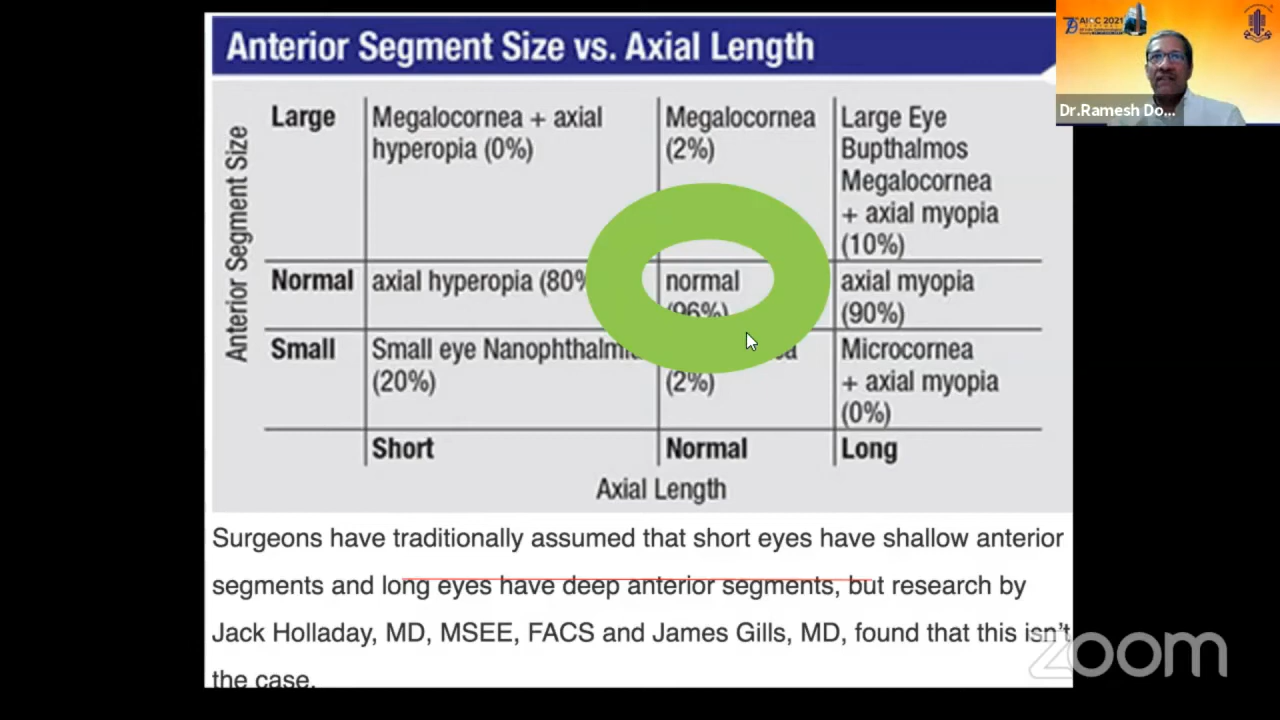 Anterior Segment Size vs. Axial Length
AIOC 2021
Dr.Ramesh Do...
Anterior Segment Size
Large
Megalocornea + axial
hyperopia (0%)
Megalocornea
(2%)
Large Eye
Bupthalmos
Megalocornea
+ axial myopia
(10%)
Normal
axial hyperopia (80%
normal
(96%)
axial myopia
(90%)
Small
Small eye Nanophthalmi
(20%)
(2%)
Microcornea
+ axial myopia
(0%)
Short
Normal
Long
Axial Length
Surgeons have traditionally assumed that short eyes have shallow anterior
segments and long eyes have deep anterior segments, but research by
Jack Holladay, MD, MSEE, FACS and James Gills, MD, found that this isn't
the case.
zoom